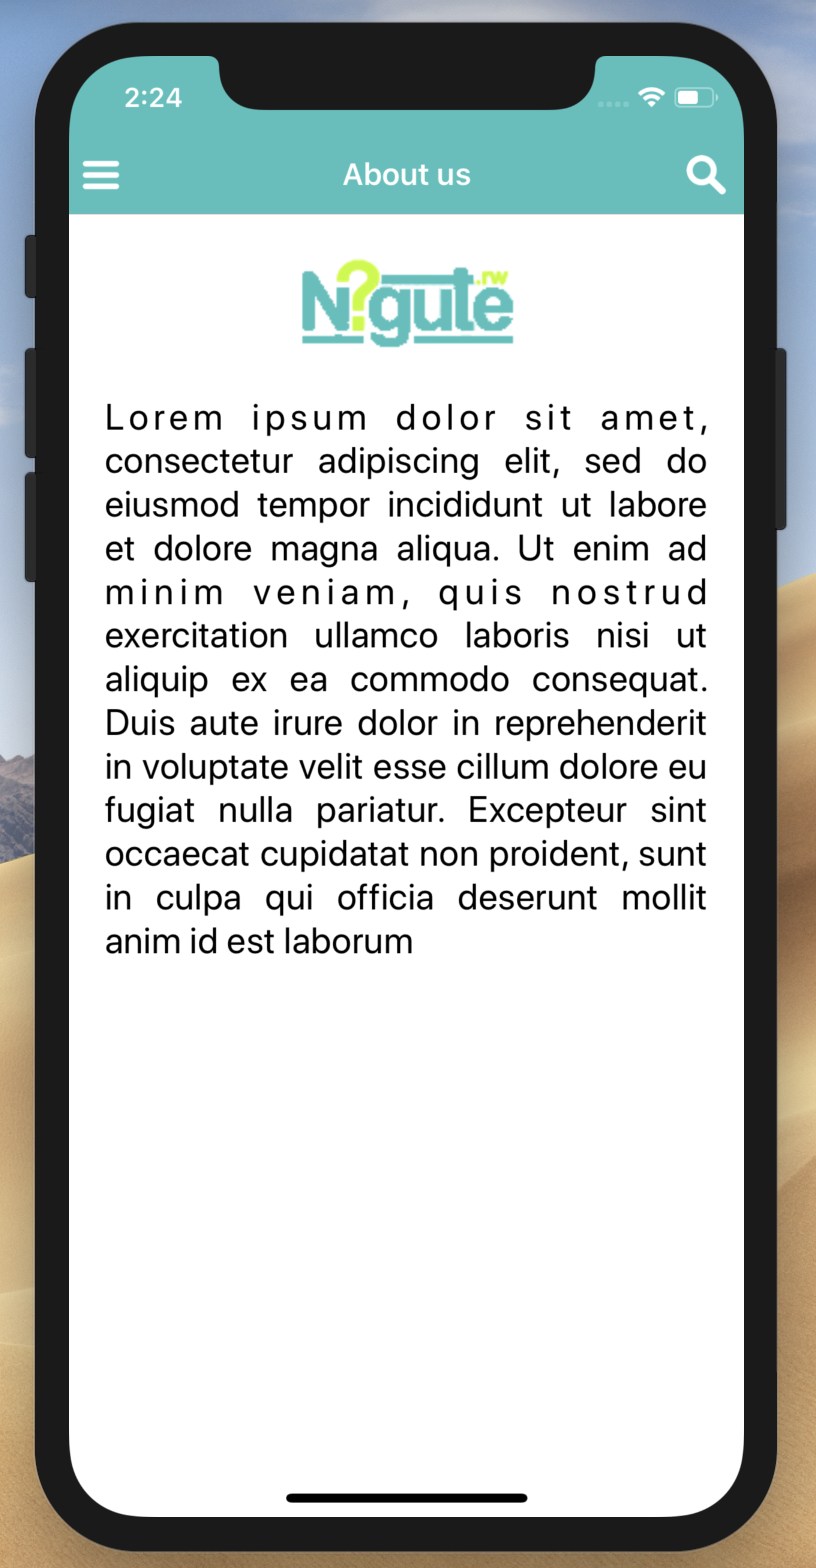 2:24
About us
N?gute.rw
Lorem ipsum dolor sit amet,
consectetur adipiscing elit, sed do
eiusmod tempor incididunt ut labore
et dolore magna aliqua. Ut enim ad
minim veniam, quis nostrud
exercitation ullamco laboris nisi ut
aliquip ex ea commodo consequat.
Duis aute irure dolor in reprehenderit
in voluptate velit esse cillum dolore eu
fugiat nulla pariatur. Excepteur sint
occaecat cupidatat non proident, sunt
in culpa qui officia deserunt mollit
anim id est laborum